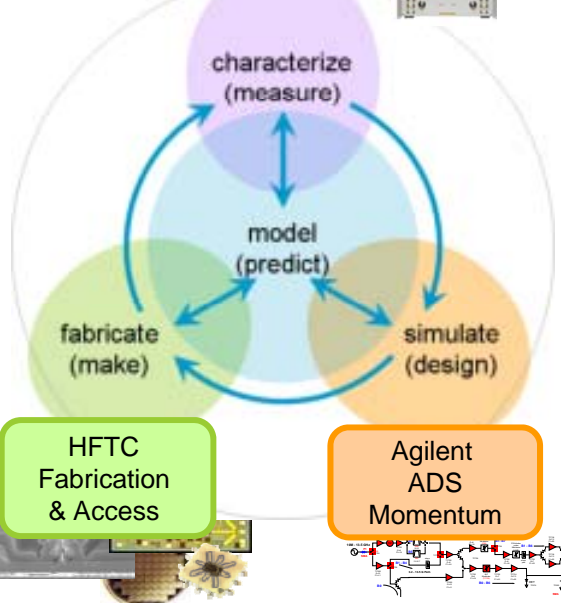 characterize
(measure)
model
(predict)
fabricate
(make)
simulate
(design)
HFTC
Fabrication
& Access
Agilent
ADS
Momentum